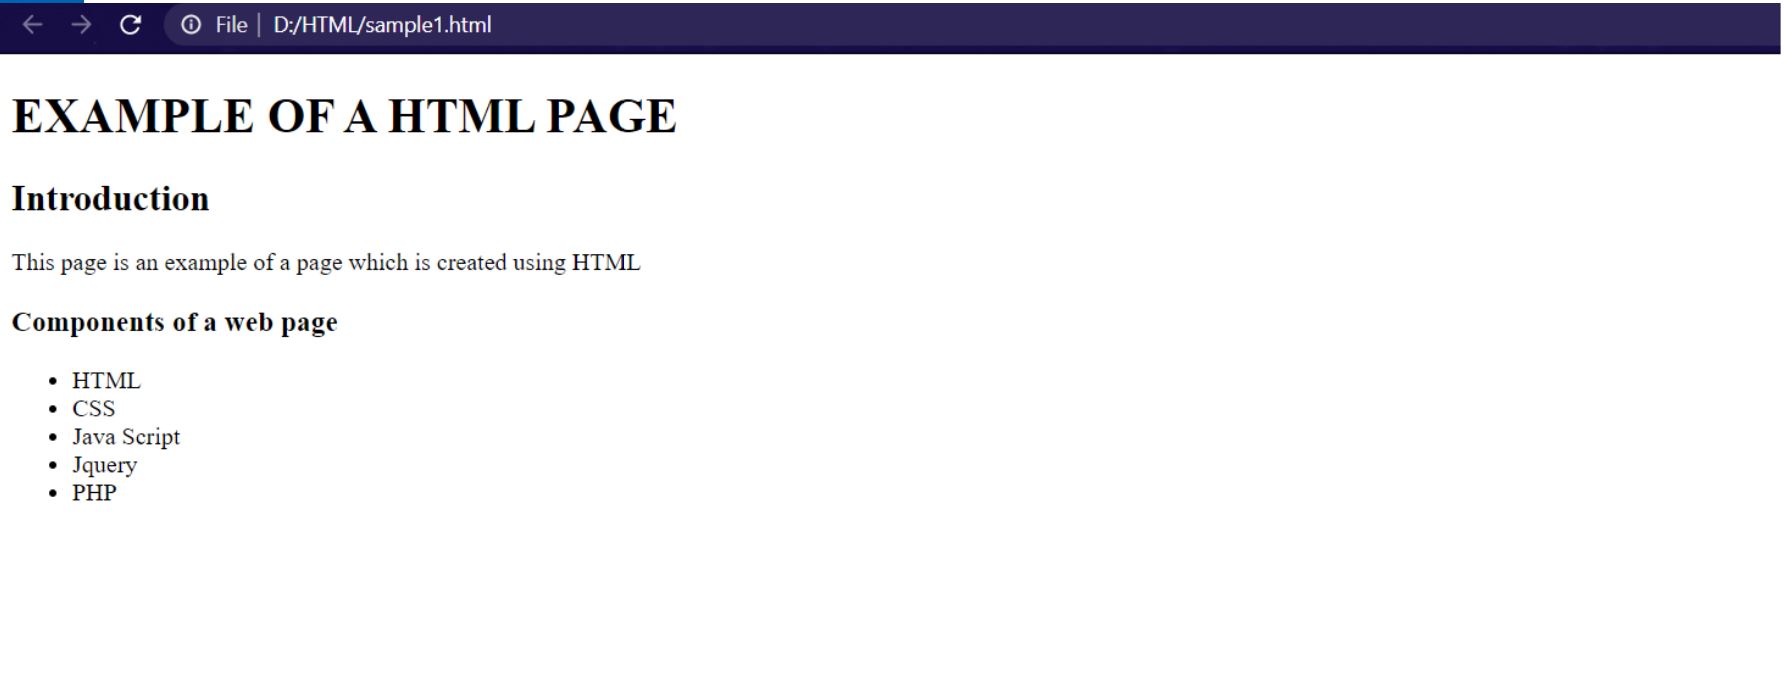 File | D:/HTML/sample1.html
EXAMPLE OF A HTML PAGE
Introduction
This page is an example of a page which is created using HTML
Components of a web page
• HTML
• CSS
• Java Script
• Jquery
• PHP